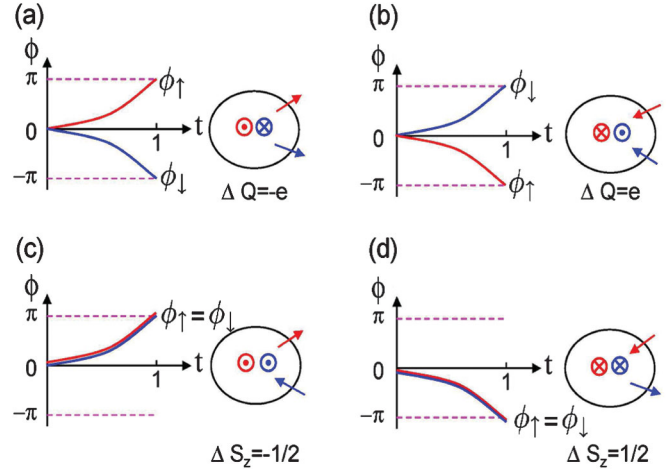 (a)
(b)
ϕ
ϕ
π
ϕ↑
π
ϕ↓
0
t
0
t
1
1
−π
ϕ↓
−π
ϕ↑
Δ Q=-e
Δ Q=e
(c)
(d)
ϕ
ϕ
π
ϕ↑=ϕ↓
π
0
t
0
t
1
1
−π
−π
ϕ↑=ϕ↓
Δ Sz=-1/2
Δ Sz=1/2